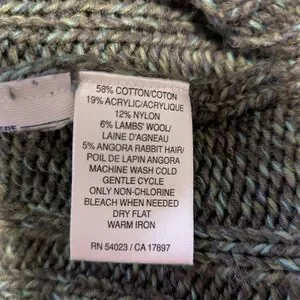 58% COTTON/COTON
19% ACRYLIC/ACRYLIQUE
12% NYLON
6% LAMBS' WOOL/
LAINE D'AGNEAU
5% ANGORA RABBIT HAIR/
POIL DE LAPIN ANGORA
MACHINE WASH COLD
GENTLE CYCLE
ONLY NON-CHLORINE
BLEACH WHEN NEEDED
DRY FLAT
WARM IRON
RN 54023 / CA 17897